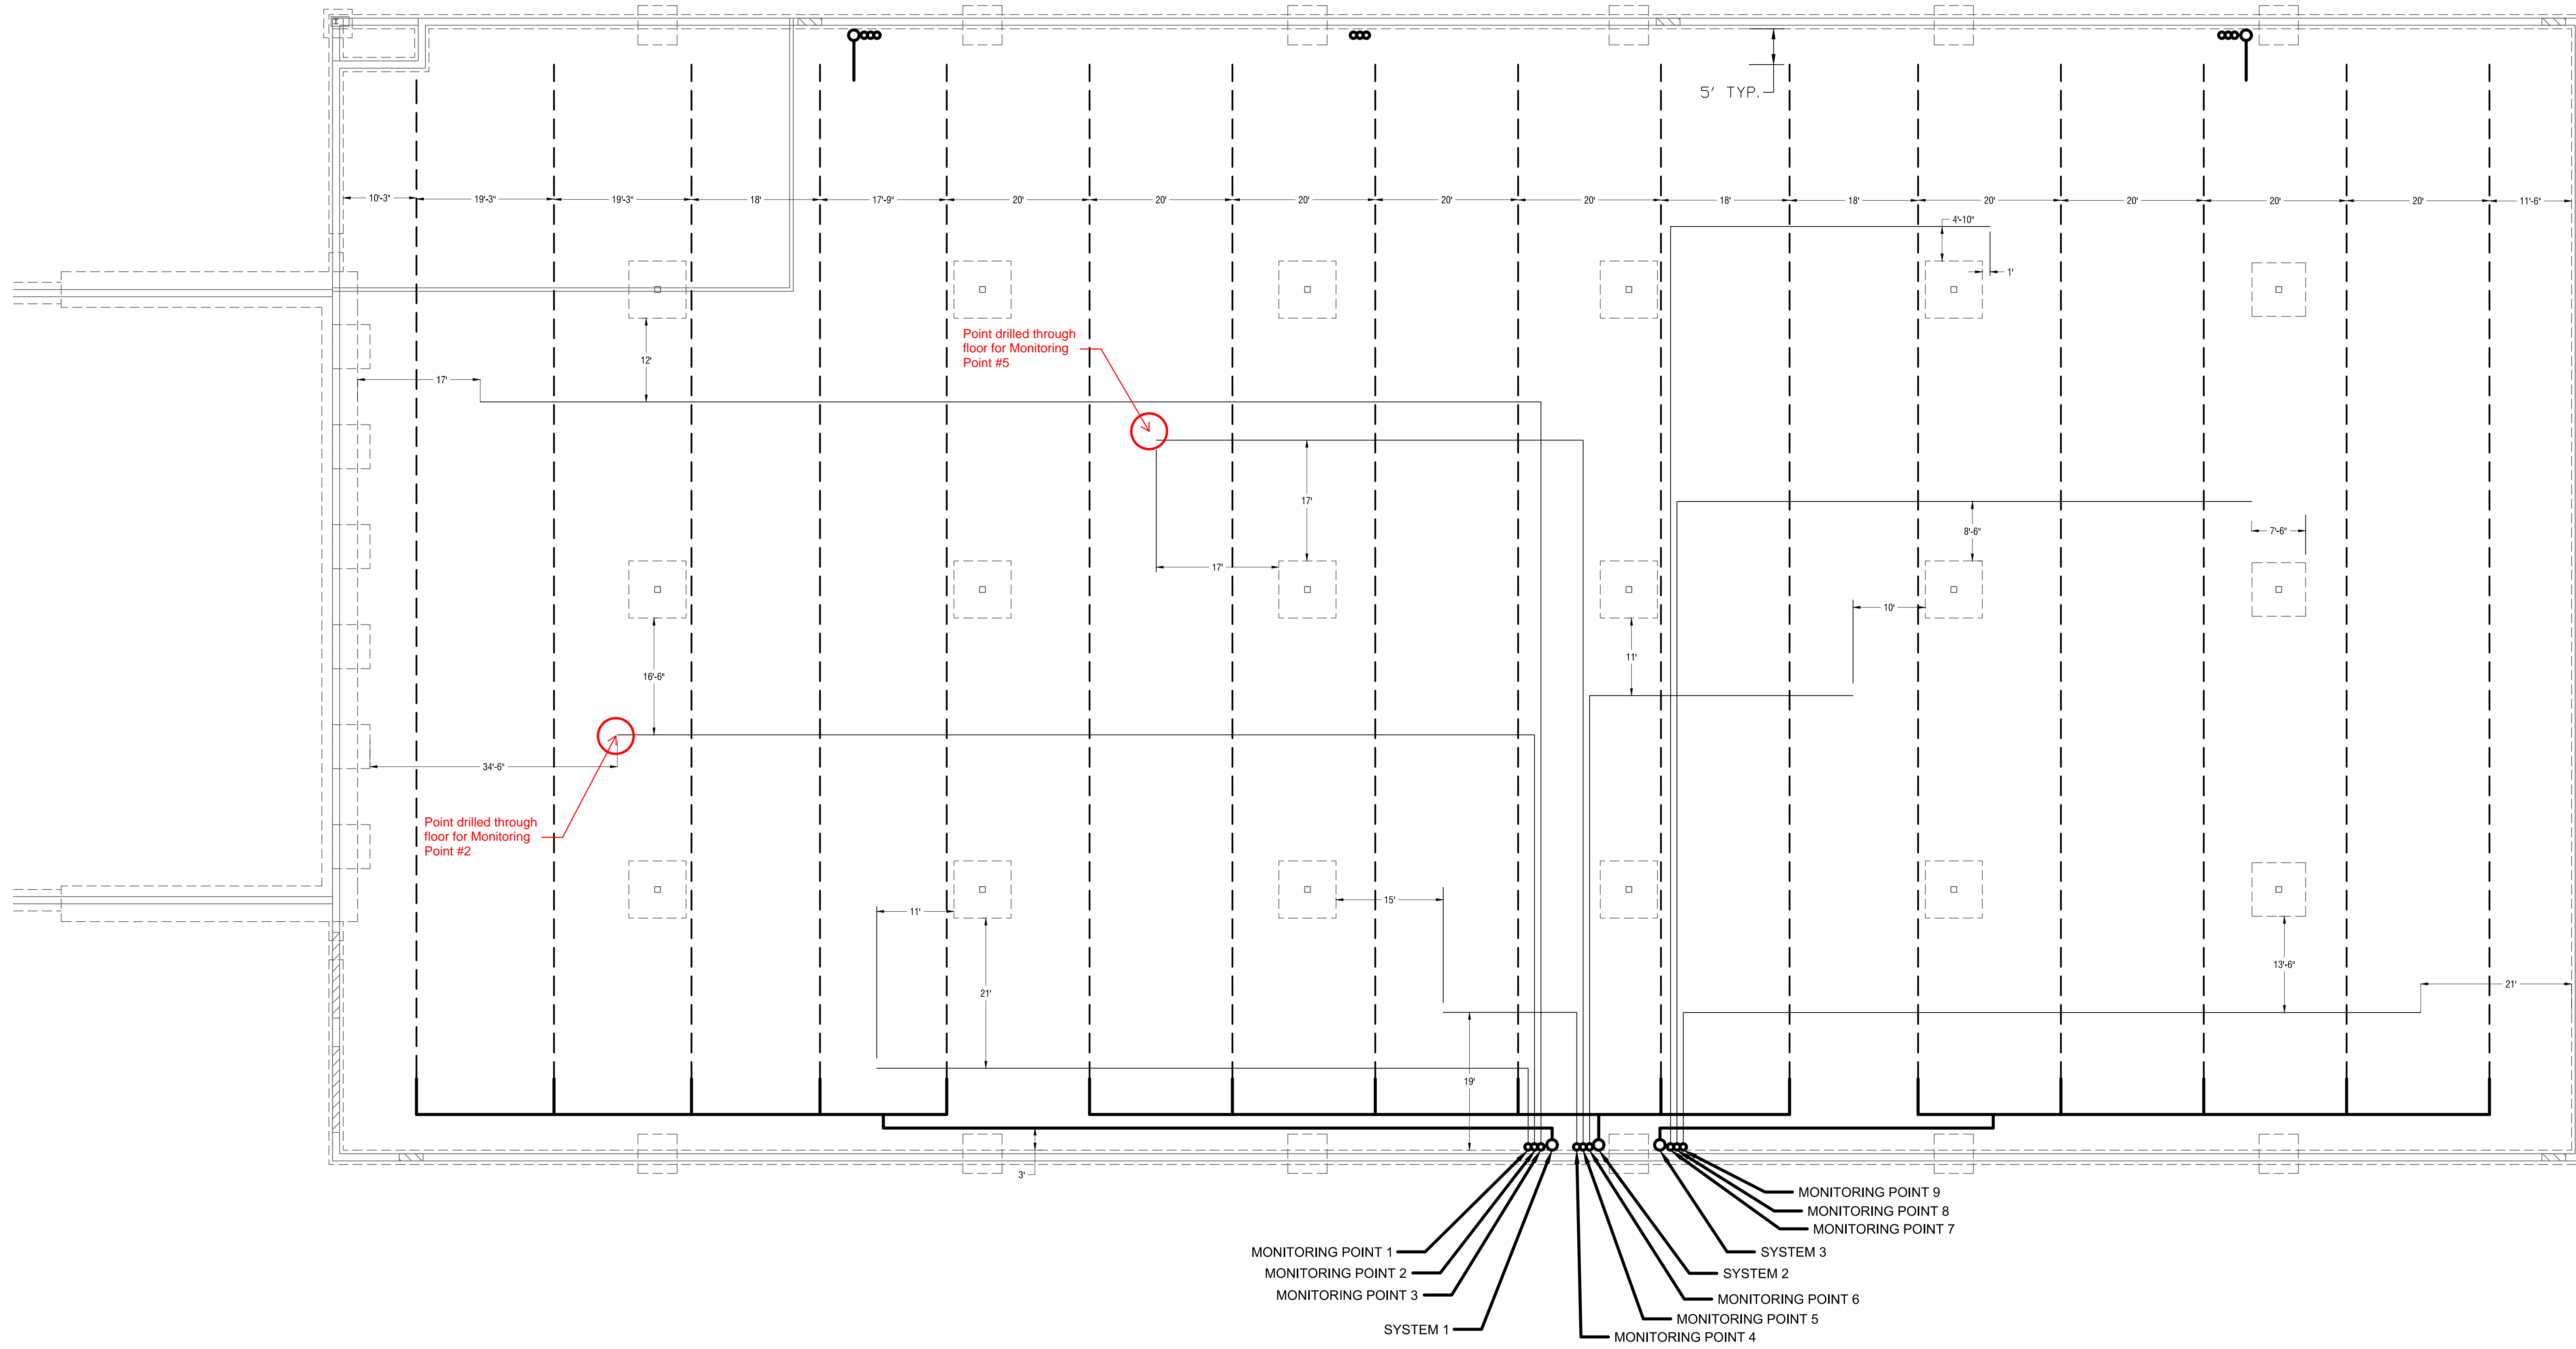 5' TYP.
10'-3"
19'-3"
19'-3"
18'
17'-9"
20'
20'
20'
20'
20'
18'
18'
20'
20'
20'
20'
11'-6"
4'-10"
1'
Point drilled through
floor for Monitoring
Point #5
12'
17'
17'
8'-6"
7'-6"
17'
10'
11'
16'-6"
34'-6"
Point drilled through
floor for Monitoring
Point #2
15'
11'
13'-6"
21'
21'
19'
3'
MONITORING POINT 9
MONITORING POINT 8
MONITORING POINT 7
MONITORING POINT 1
SYSTEM 3
MONITORING POINT 2
SYSTEM 2
MONITORING POINT 3
MONITORING POINT 6
MONITORING POINT 5
SYSTEM 1
MONITORING POINT 4